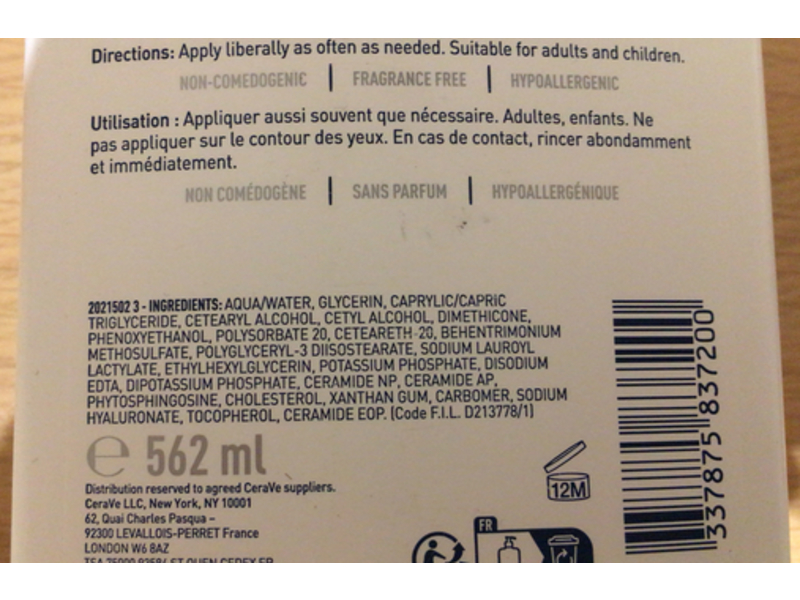 Directions: Apply liberally as often as needed. Suitable for adults and children.
NON-COMEDOGENIC | FRAGRANCE FREE | HYPOALLERGENIC
Utilisation : Appliquer aussi souvent que nécessaire. Adultes, enfants. Ne
pas appliquer sur le contour des yeux. En cas de contact, rincer abondamment
et immédiatement.
NON COMÉDOGÈNE | SANS PARFUM | HYPOALLERGÉNIQUE
2021502 3 - INGREDIENTS: AQUA/WATER, GLYCERIN, CAPRYLIC/CAPRIC
TRIGLYCERIDE, CETEARYL ALCOHOL, CETYL ALCOHOL, DIMETHICONE,
PHENOXYETHANOL, POLYSORBATE 20, CETEARETH-20, BEHENTRIMONIUM
METHOSULFATE, POLYGLYCERYL-3 DIISOSTEARATE, SODIUM LAUROYL
LACTYLATE, ETHYLHEXYLGLYCERIN, POTASSIUM PHOSPHATE, DISODIUM
EDTA, DIPOTASSIUM PHOSPHATE, CERAMIDE NP, CERAMIDE AP,
PHYTOSPHINGOSINE, CHOLESTEROL, XANTHAN GUM, CARBOMER, SODIUM
HYALURONATE, TOCOPHEROL, CERAMIDE EOP. (Code F.I.L. D213778/1)
℮ 562 ml
Distribution reserved to agreed CeraVe suppliers.
CeraVe LLC, New York, NY 10001
62, Quai Charles Pasqua –
92300 LEVALLOIS-PERRET France
LONDON W6 8AZ
12M
FR
3 337875 837200